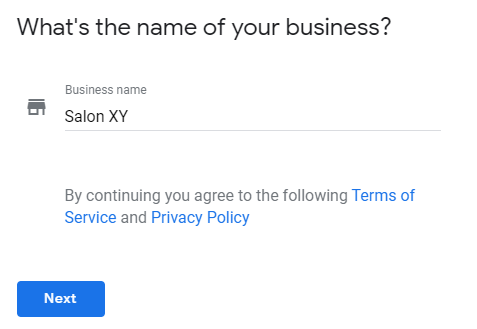 What's the name of your business?
Business name
Salon XY
By continuing you agree to the following Terms of
Service and Privacy Policy
Next